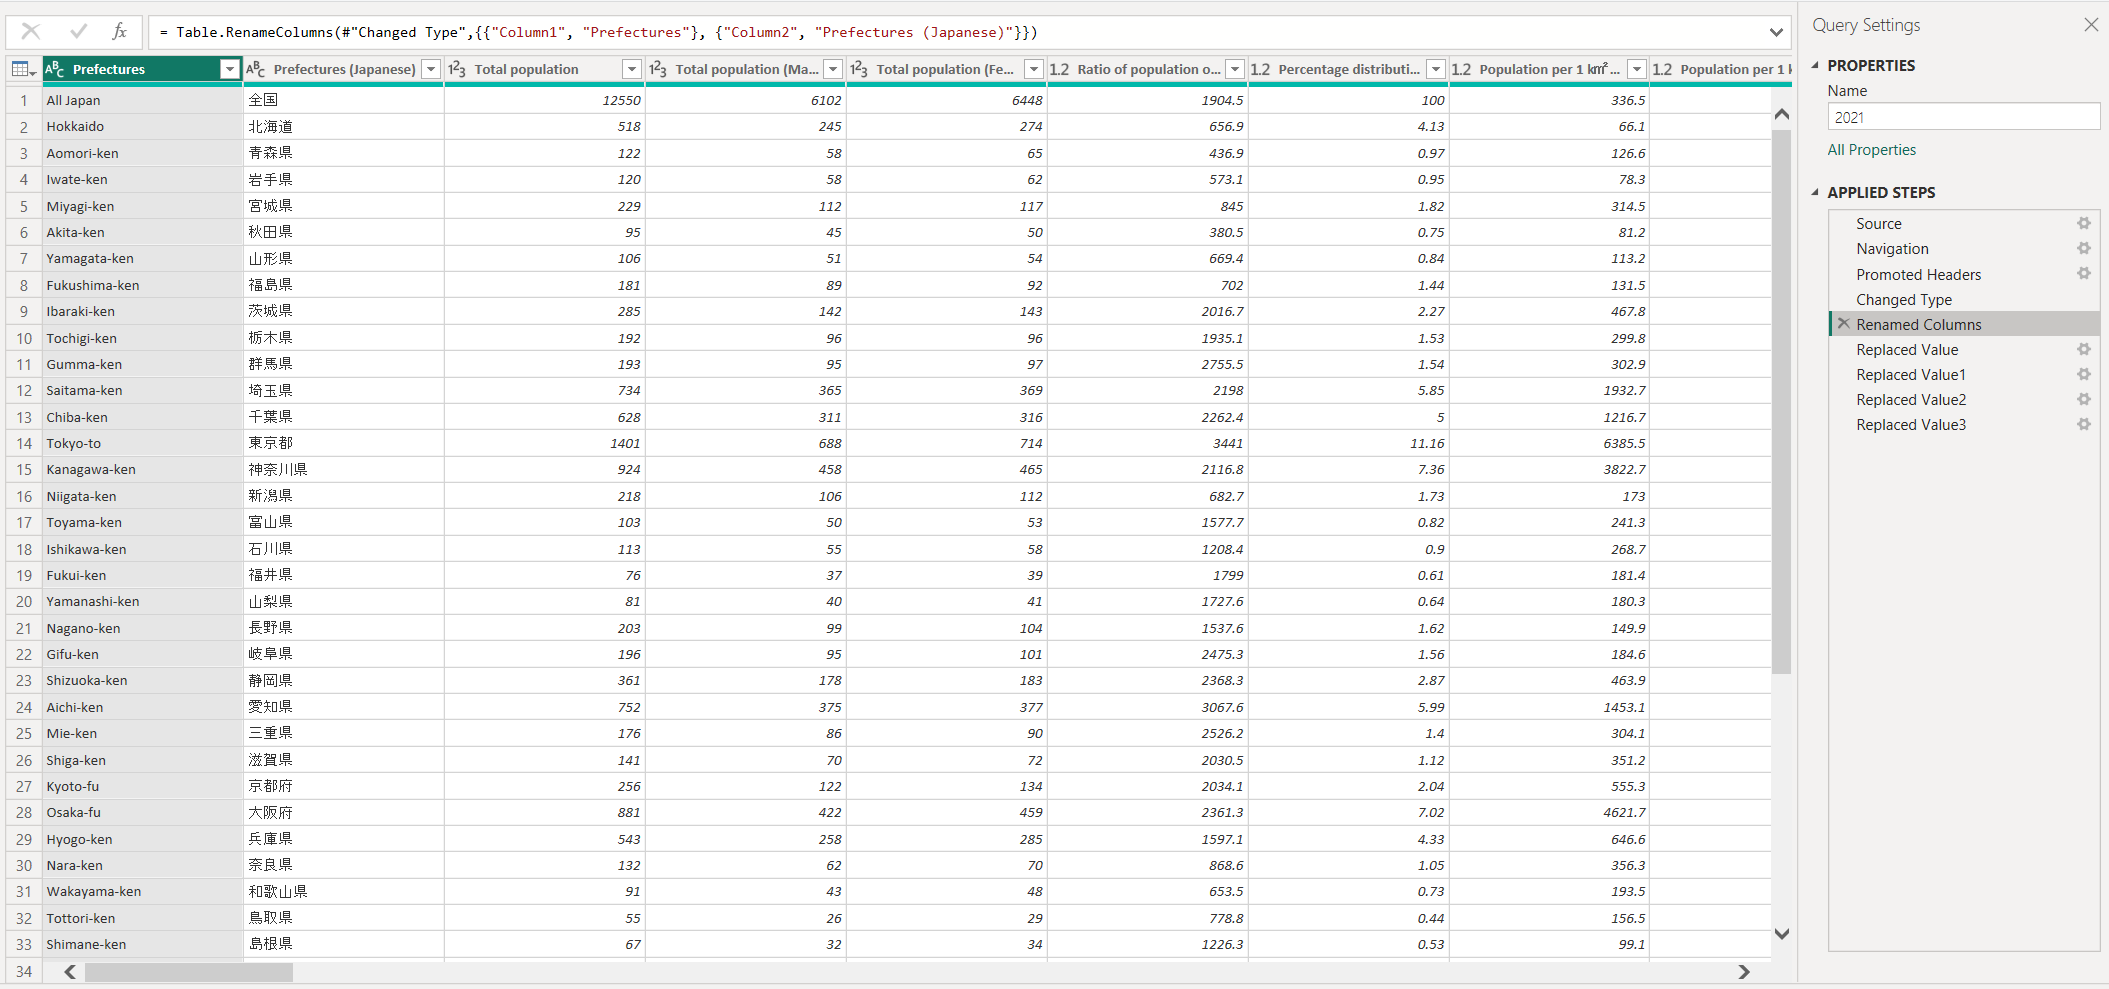 = Table.RenameColumns(#"Changed Type",{{"Column1", "Prefectures"}, {"Column2", "Prefectures (Japanese)"}})
Prefectures Prefectures (Japanese) Total population Total population (Ma... Total population (Fe... Ratio of population o... Percentage distributi... Population per 1 k㎡... Population per 1 k
1 All Japan 全国 12550 6102 6448 1904.5 100 336.5
2 Hokkaido 北海道 518 245 274 656.9 4.13 66.1
3 Aomori-ken 青森県 122 58 65 436.9 0.97 126.6
4 Iwate-ken 岩手県 120 58 62 573.1 0.95 78.3
5 Miyagi-ken 宮城県 229 112 117 845 1.82 314.5
6 Akita-ken 秋田県 95 45 50 380.5 0.75 81.2
7 Yamagata-ken 山形県 106 51 54 669.4 0.84 113.2
8 Fukushima-ken 福島県 181 89 92 702 1.44 131.5
9 Ibaraki-ken 茨城県 285 142 143 2016.7 2.27 467.8
10 Tochigi-ken 栃木県 192 96 96 1935.1 1.53 299.8
11 Gumma-ken 群馬県 193 95 97 2755.5 1.54 302.9
12 Saitama-ken 埼玉県 734 365 369 2198 5.85 1932.7
13 Chiba-ken 千葉県 628 311 316 2262.4 5 1216.7
14 Tokyo-to 東京都 1401 688 714 3441 11.16 6385.5
15 Kanagawa-ken 神奈川県 924 458 465 2116.8 7.36 3822.7
16 Niigata-ken 新潟県 218 106 112 682.7 1.73 173
17 Toyama-ken 富山県 103 50 53 1577.7 0.82 241.3
18 Ishikawa-ken 石川県 113 55 58 1208.4 0.9 268.7
19 Fukui-ken 福井県 76 37 39 1799 0.61 181.4
20 Yamanashi-ken 山梨県 81 40 41 1727.6 0.64 180.3
21 Nagano-ken 長野県 203 99 104 1537.6 1.62 149.9
22 Gifu-ken 岐阜県 196 95 101 2475.3 1.56 184.6
23 Shizuoka-ken 静岡県 361 178 183 2368.3 2.87 463.9
24 Aichi-ken 愛知県 752 375 377 3067.6 5.99 1453.1
25 Mie-ken 三重県 176 86 90 2526.2 1.4 304.1
26 Shiga-ken 滋賀県 141 70 72 2030.5 1.12 351.2
27 Kyoto-fu 京都府 256 122 134 2034.1 2.04 555.3
28 Osaka-fu 大阪府 881 422 459 2361.3 7.02 4621.7
29 Hyogo-ken 兵庫県 543 258 285 1597.1 4.33 646.6
30 Nara-ken 奈良県 132 62 70 868.6 1.05 356.3
31 Wakayama-ken 和歌山県 91 43 48 653.5 0.73 193.5
32 Tottori-ken 鳥取県 55 26 29 778.8 0.44 156.5
33 Shimane-ken 島根県 67 32 34 1226.3 0.53 99.1
34
Query Settings
PROPERTIES
Name
2021
All Properties
APPLIED STEPS
Source
Navigation
Promoted Headers
Changed Type
Renamed Columns
Replaced Value
Replaced Value1
Replaced Value2
Replaced Value3